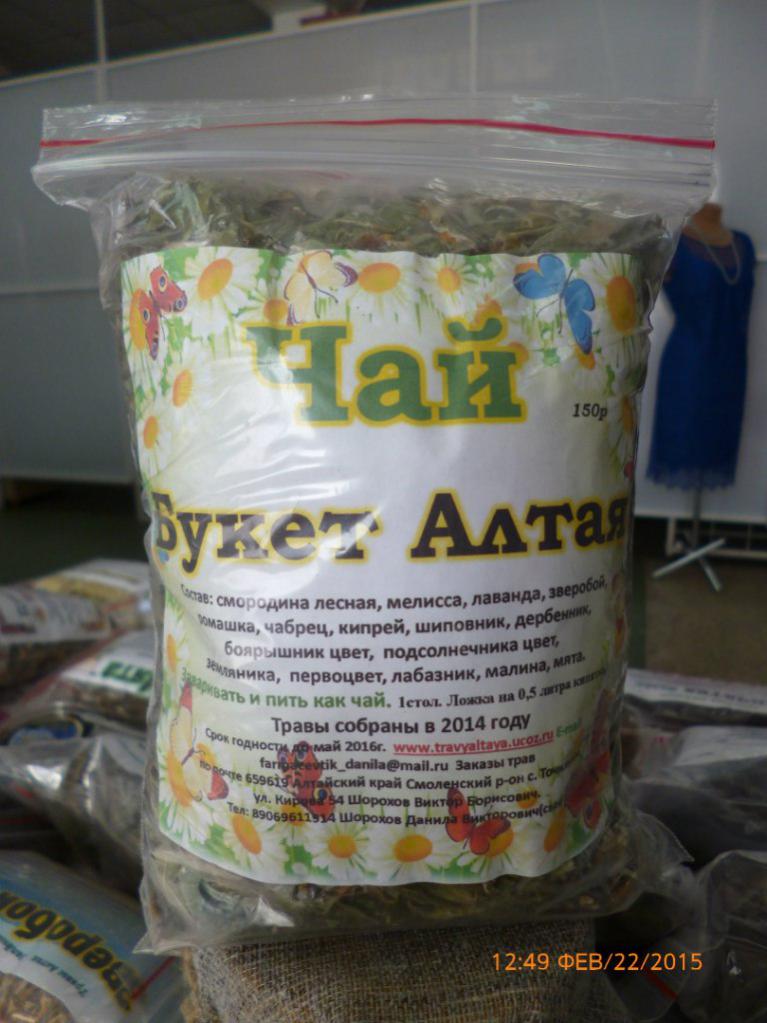 Чай
150р
Букет Алтая
Состав: смородина лесная, мелисса, лаванда, зверобой,
ромашка, чабрец, кипрей, шиповник, дербенник,
боярышник цвет, подсолнечника цвет,
земляника, первоцвет, лабазник, малина, мята.
Заваривать и пить как чай. 1стол. Ложка на 0,5 литра
Травы собраны в 2014 году
Срок годности до май 2016г. www.travyaltaya.ucoz.ru E-mail
farmacevtik_danila@mail.ru Заказы трав
по почте 659619 Алтайский край Смоленский р-он с.
ул. Кирова 54 Шорохов Виктор Борисович.
Тел: 89069611914 Шорохов Данила Викторович
12:49 ФЕВ/22/2015